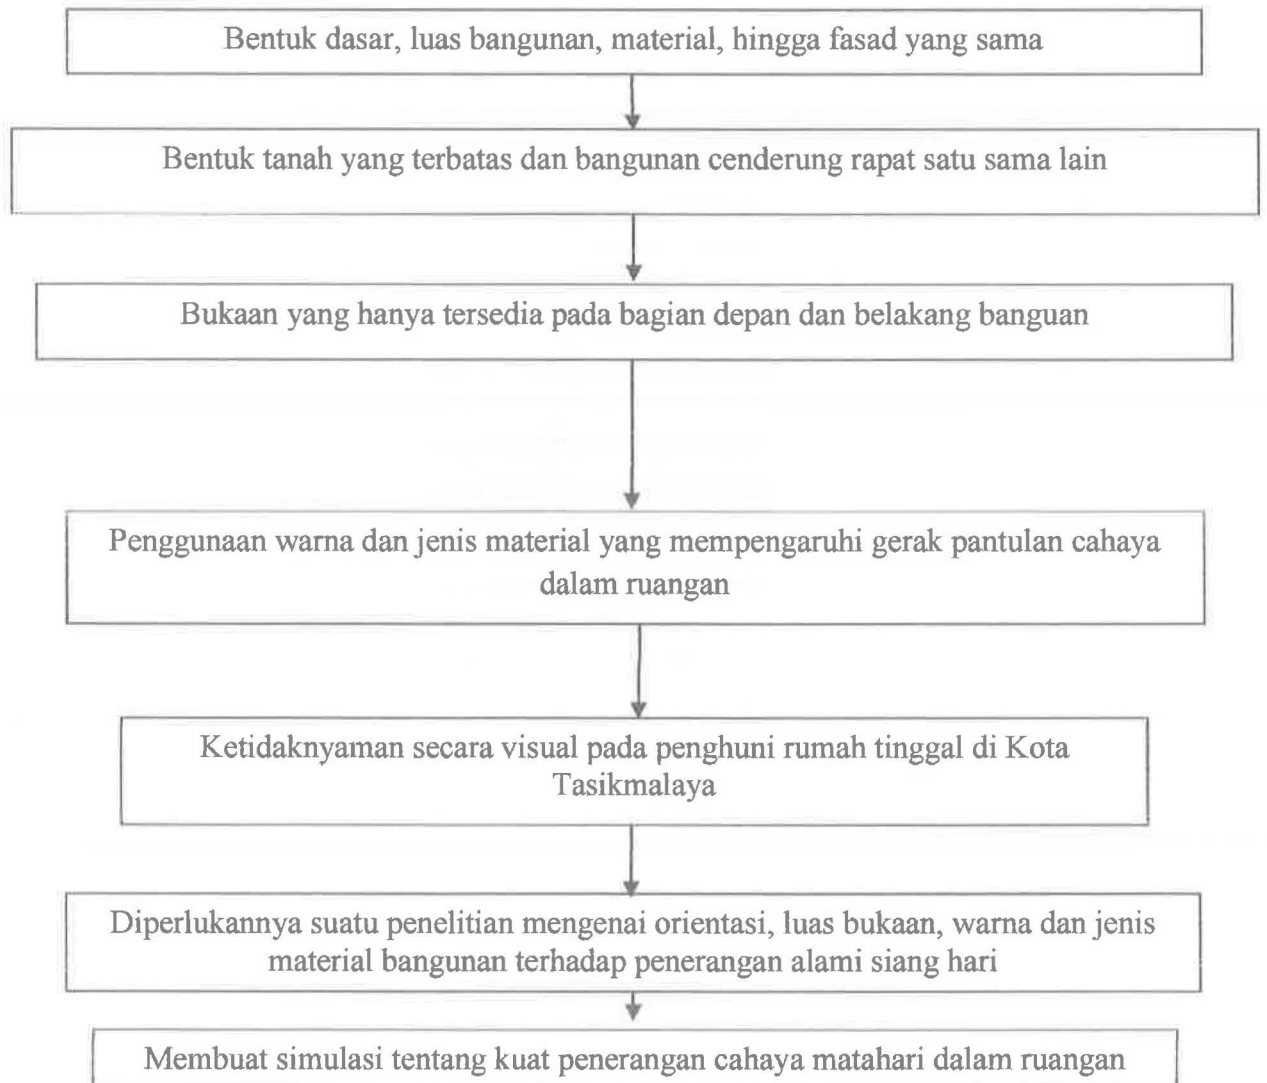 Bentuk dasar, luas bangunan, material, hingga fasad yang sama
Bentuk tanah yang terbatas dan bangunan cenderung rapat satu sama lain
Bukaan yang hanya tersedia pada bagian depan dan belakang banguan
Penggunaan warna dan jenis material yang mempengaruhi gerak pantulan cahaya
dalam ruangan
Ketidaknyaman secara visual pada penghuni rumah tinggal di Kota
Tasikmalaya
Diperlukannya suatu penelitian mengenai orientasi, luas bukaan, warna dan jenis
material bangunan terhadap penerangan alami siang hari
Membuat simulasi tentang kuat penerangan cahaya matahari dalam ruangan